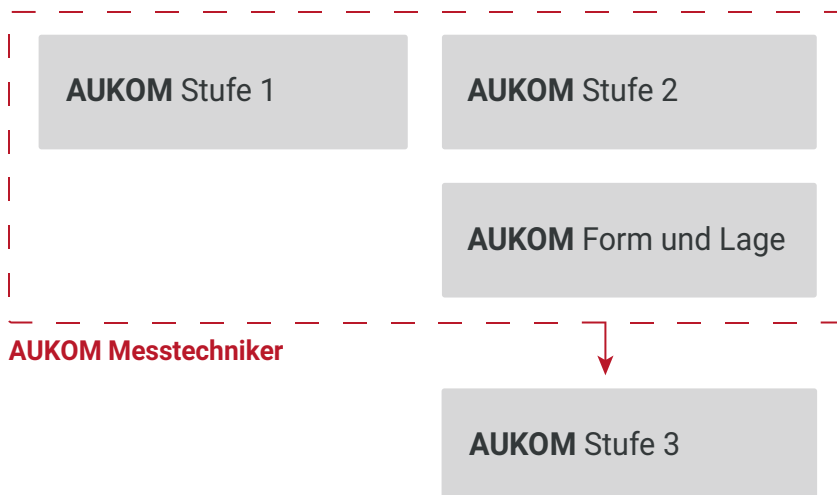 AUKOM Stufe 1
AUKOM Stufe 2
AUKOM Form und Lage
AUKOM Messtechniker
AUKOM Stufe 3